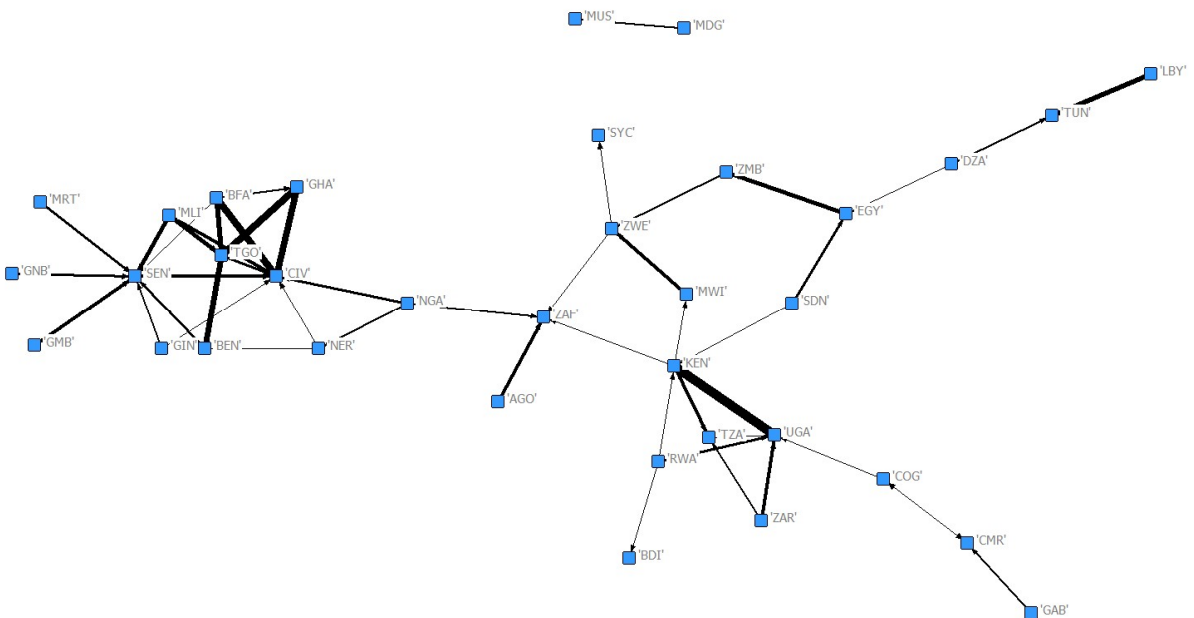 'MUS'
'MDG'
'LBY'
'TUN'
'SYC'
'DZA'
'ZMB'
'GHA'
'BFA'
'MRT'
'MLI'
'EGY'
'ZWE'
'TGO'
'GNB'
'SEN'
'CIV'
'MWI'
'NGA'
'SDN'
'ZAF'
'GMB'
'GIN'
'BEN'
'NER'
'KEN'
'AGO'
'TZA'
'UGA'
'RWA'
'COG'
'ZAR'
'CMR'
'BDI'
'GAB'